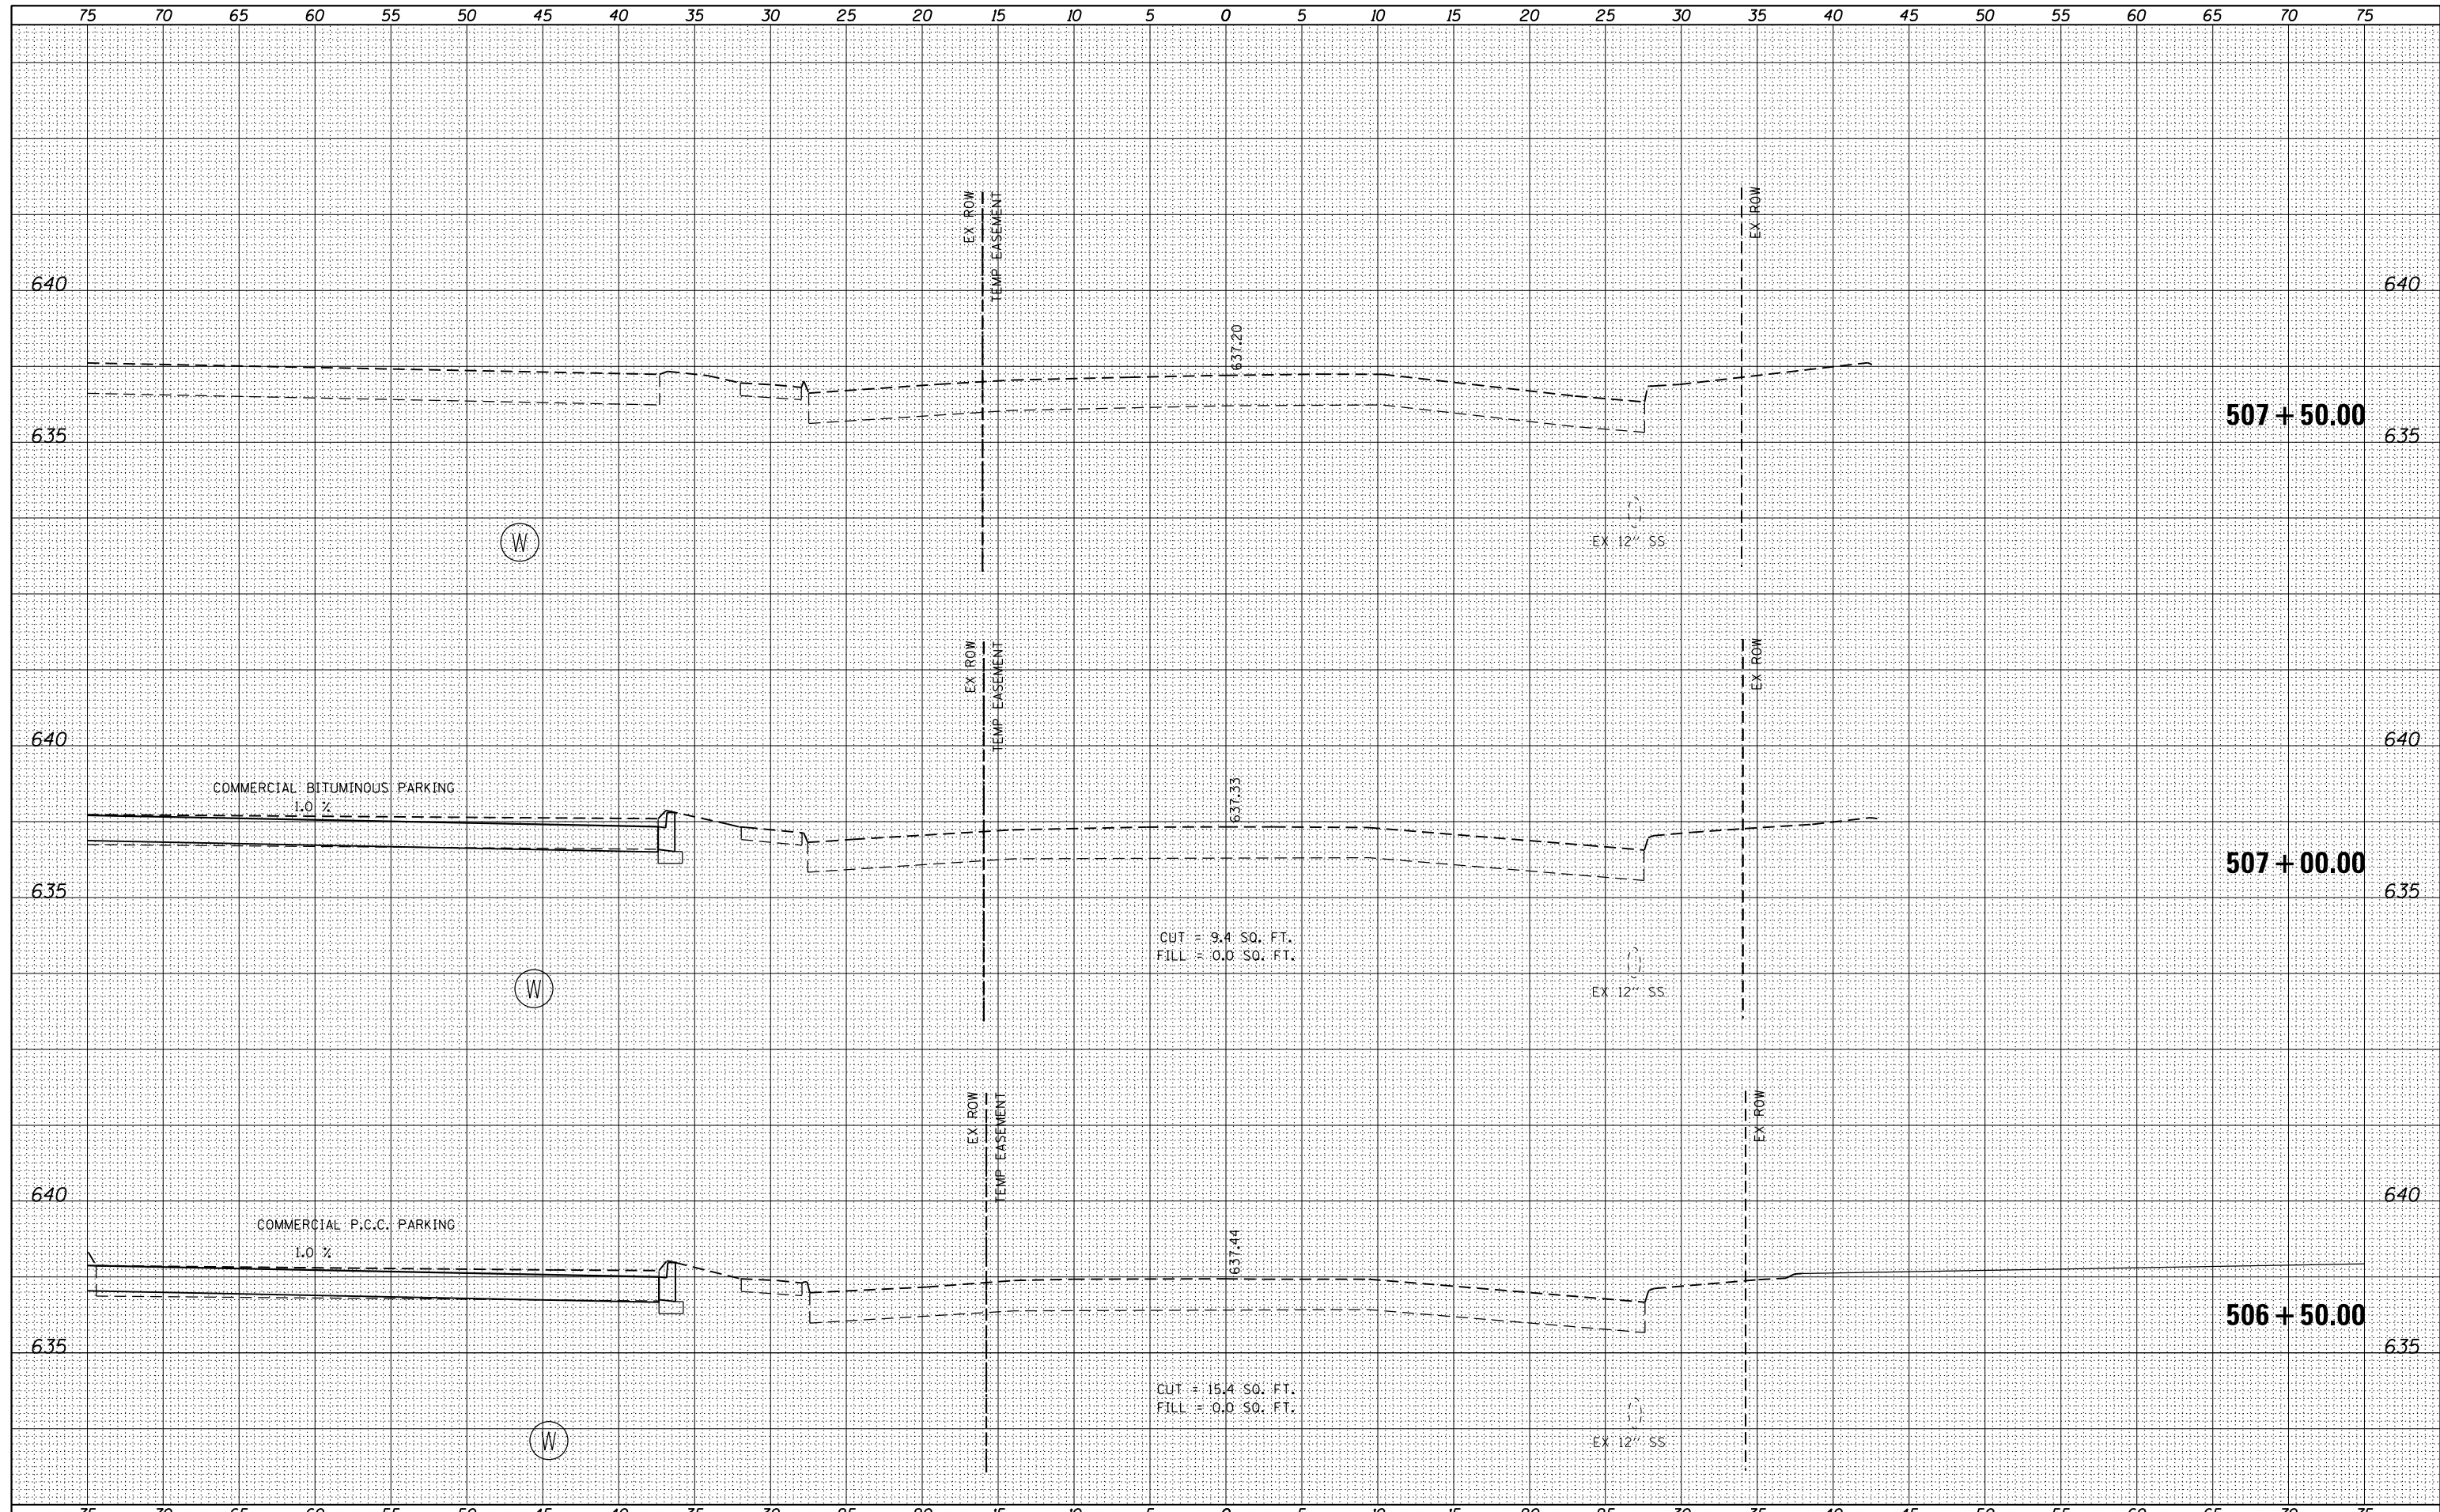 75 70 65 60 55 50 45 40 35 30 25 20 15 10 5 0 5 10 15 20 25 30 35 40 45 50 55 60 65 70 75
EX ROW
TEMP EASEMENT
EX ROW
640 640
637.20
507+50.00
635 635
W
EX 12" SS
EX ROW
TEMP EASEMENT
EX ROW
640 640
637.33
COMMERCIAL BITUMINOUS PARKING
1.0 %
507+00.00
635 635
CUT = 9.4 SQ. FT.
FILL = 0.0 SQ. FT.
W
EX 12" SS
EX ROW
TEMP EASEMENT
EX ROW
640 640
COMMERCIAL P.C.C. PARKING
1.0 %
637.44
506+50.00
635 635
CUT = 15.4 SQ. FT.
FILL = 0.0 SQ. FT.
W
EX 12" SS